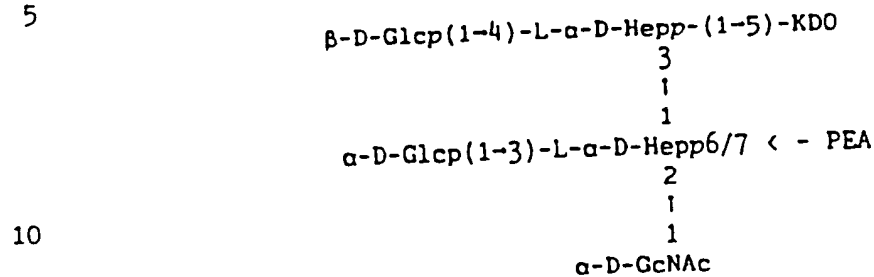 5
β-D-Glcp(1→4)-L-α-D-Hepp-(1→5)-KDO
3
↑
1
α-D-Glcp(1→3)-L-α-D-Hepp6/7 < - PEA
2
↑
10
1
α-D-GcNAc